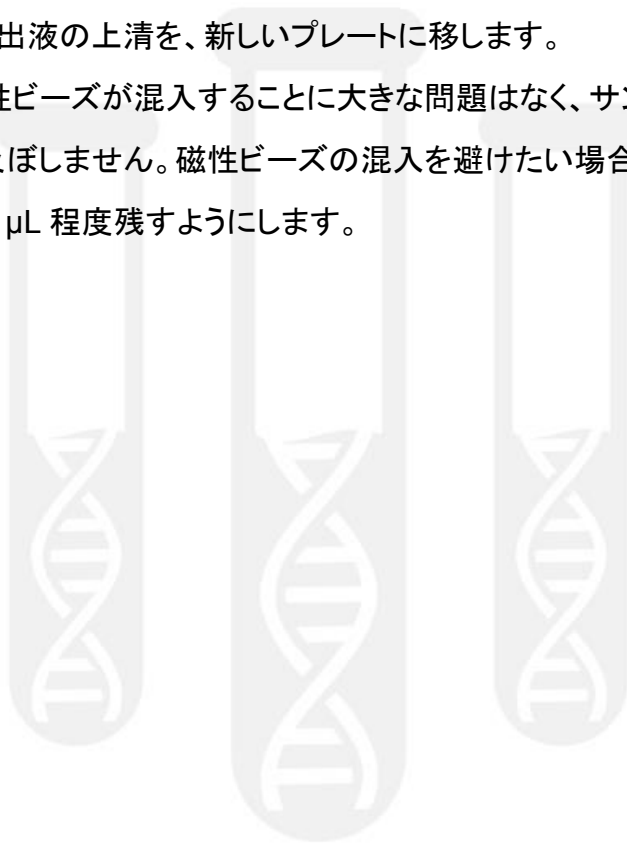 出液の上清を、新しいプレートに移します。
性ビーズが混入することに大きな問題はなく、サン
ぼしません。磁性ビーズの混入を避けたい場合
µL 程度残すようにします。